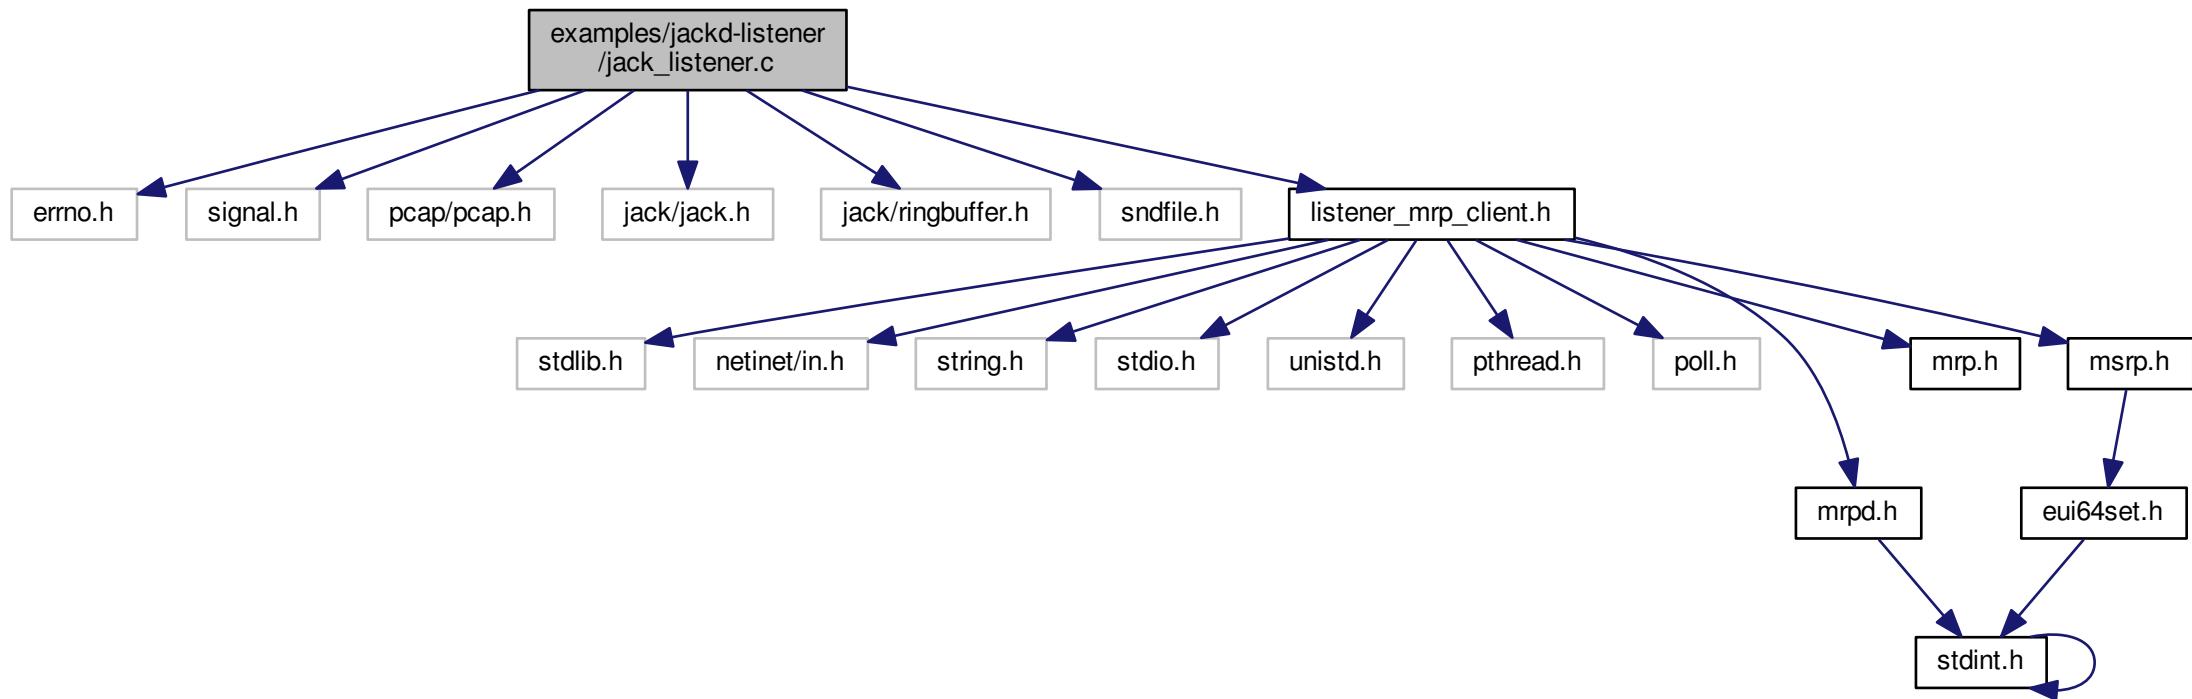 examples/jackd-listener
/jack_listener.c
errno.h
signal.h
pcap/pcap.h
jack/jack.h
jack/ringbuffer.h
sndfile.h
listener_mrp_client.h
stdlib.h
netinet/in.h
string.h
stdio.h
unistd.h
pthread.h
poll.h
mrp.h
msrp.h
mrpd.h
eui64set.h
stdint.h